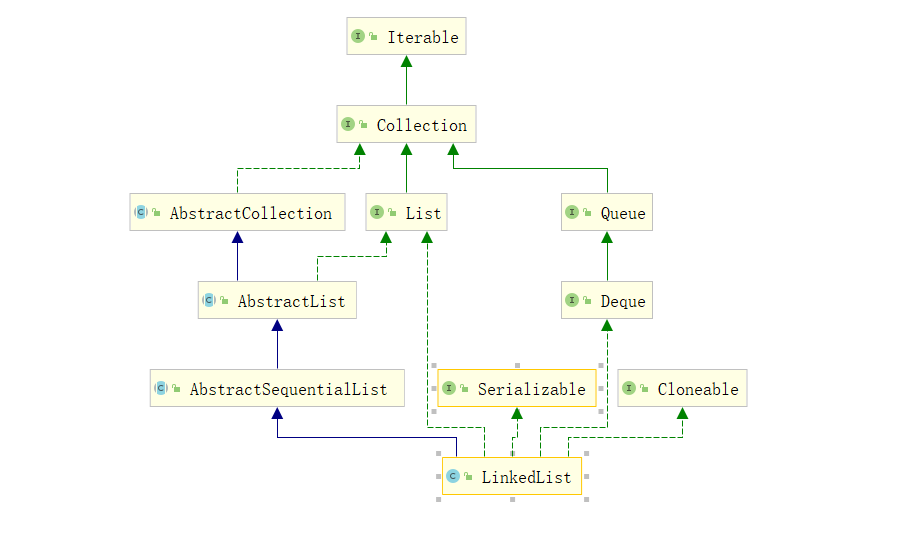 I Iterable
I Collection
C AbstractCollection
I List
I Queue
C AbstractList
I Deque
C AbstractSequentialList
I Serializable
I Cloneable
C LinkedList